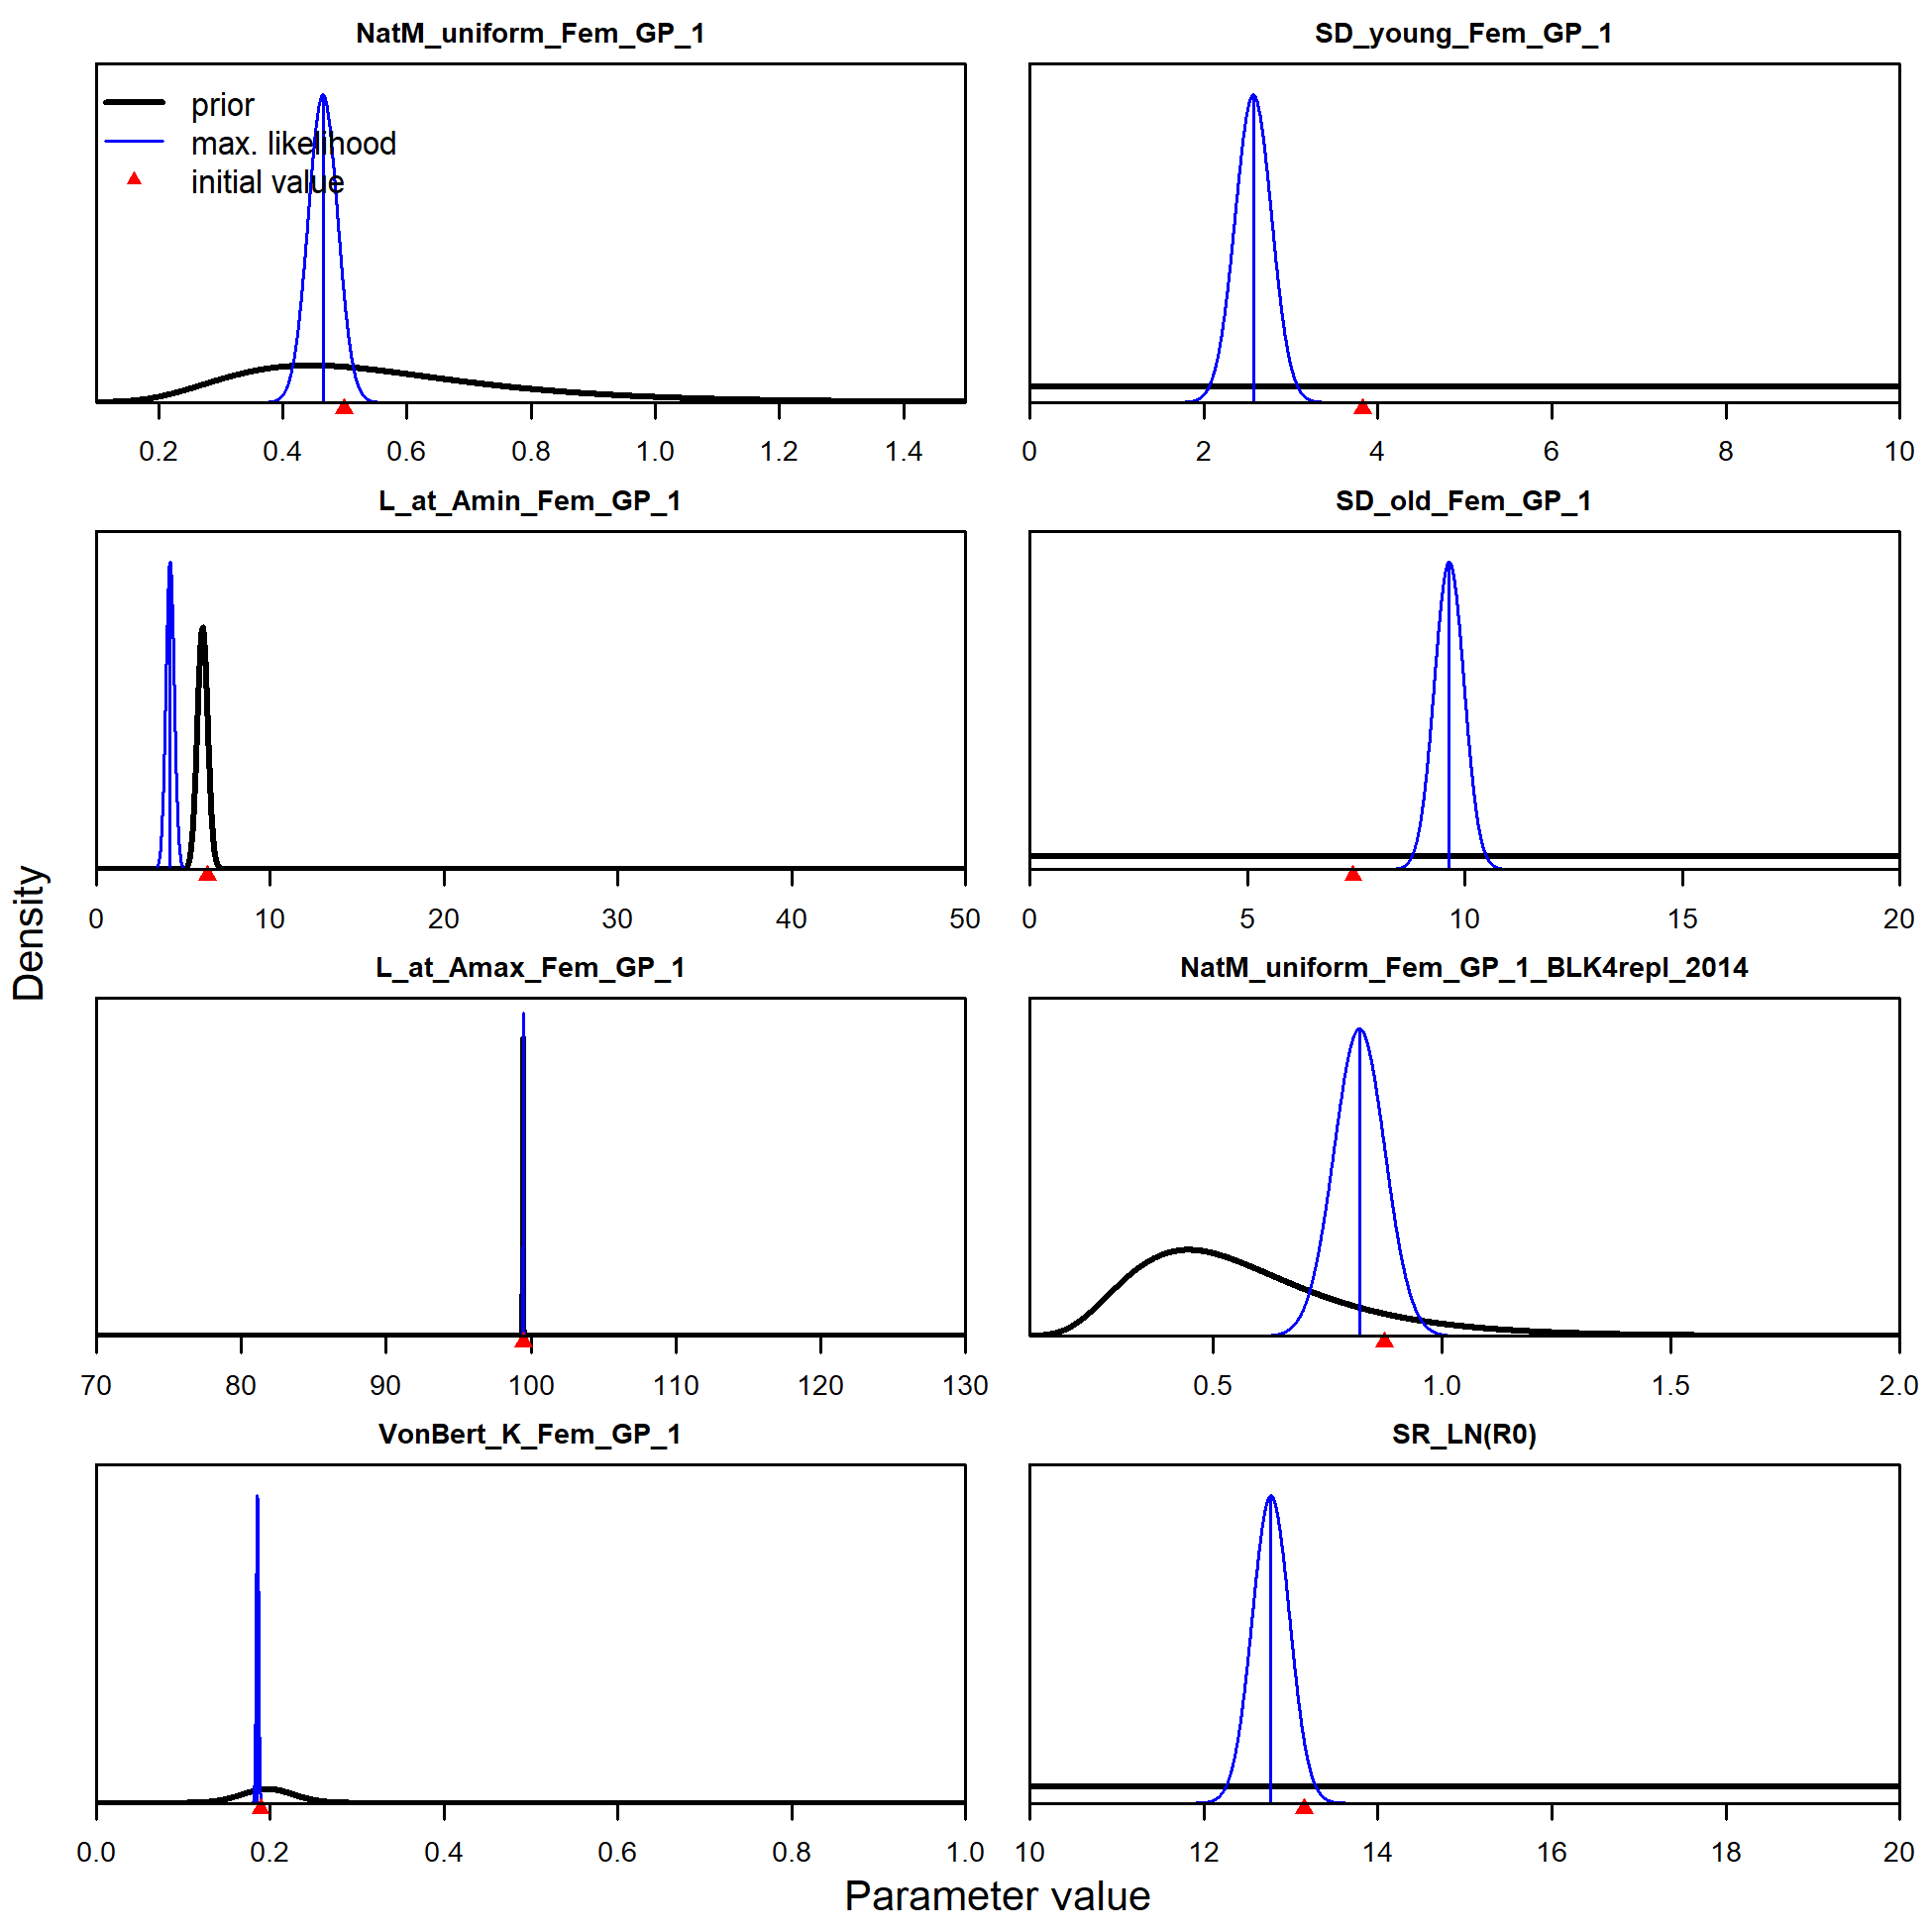 NatM_uniform_Fem_GP_1
prior
max. likelihood
initial value
0.2 0.4 0.6 0.8 1.0 1.2 1.4
SD_young_Fem_GP_1
0 2 4 6 8 10
L_at_Amin_Fem_GP_1
0 10 20 30 40 50
SD_old_Fem_GP_1
0 5 10 15 20
L_at_Amax_Fem_GP_1
70 80 90 100 110 120 130
NatM_uniform_Fem_GP_1_BLK4repl_2014
0.5 1.0 1.5 2.0
VonBert_K_Fem_GP_1
0.0 0.2 0.4 0.6 0.8 1.0
SR_LN(R0)
10 12 14 16 18 20
Density
Parameter value